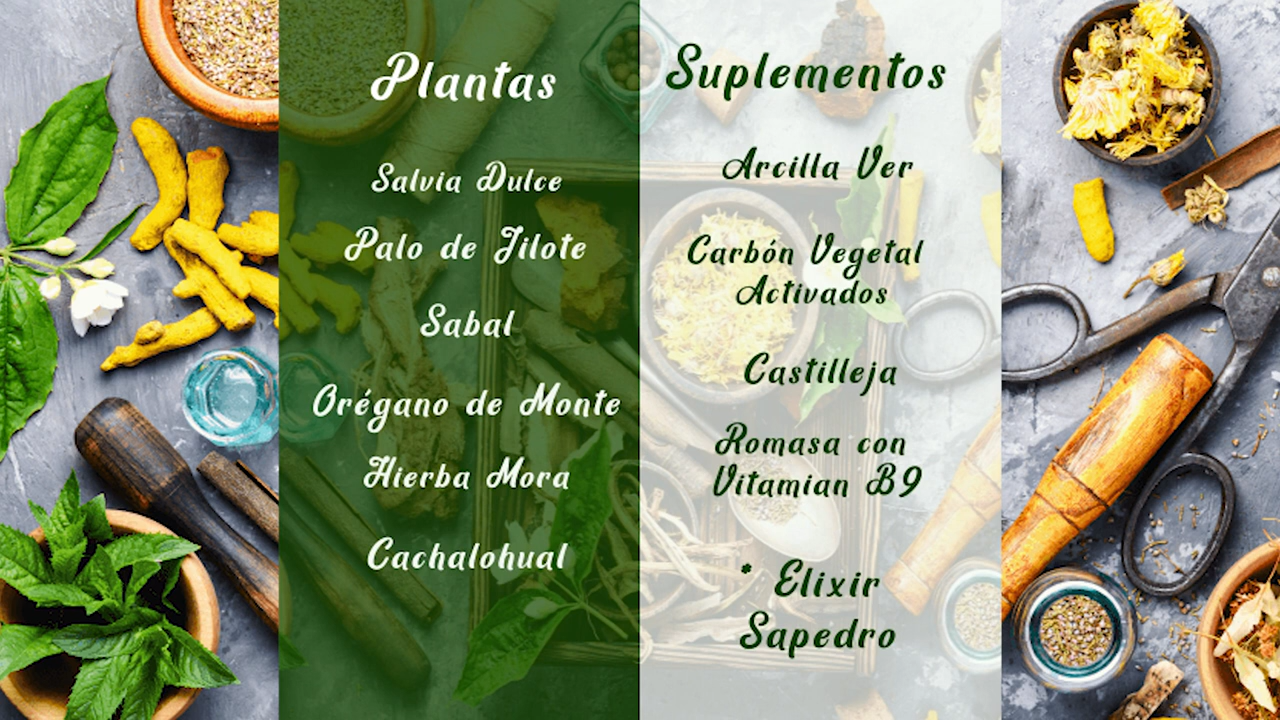 Plantas
Salvia Dulce
Palo de Jilote
Sabal
Orégano de Monte
Hierba Mora
Cachalohual
Suplementos
Arcilla Ver
Carbón Vegetal
Activados
Castilleja
Romasa con
Vitamian B9
* Elixir
Sapedro